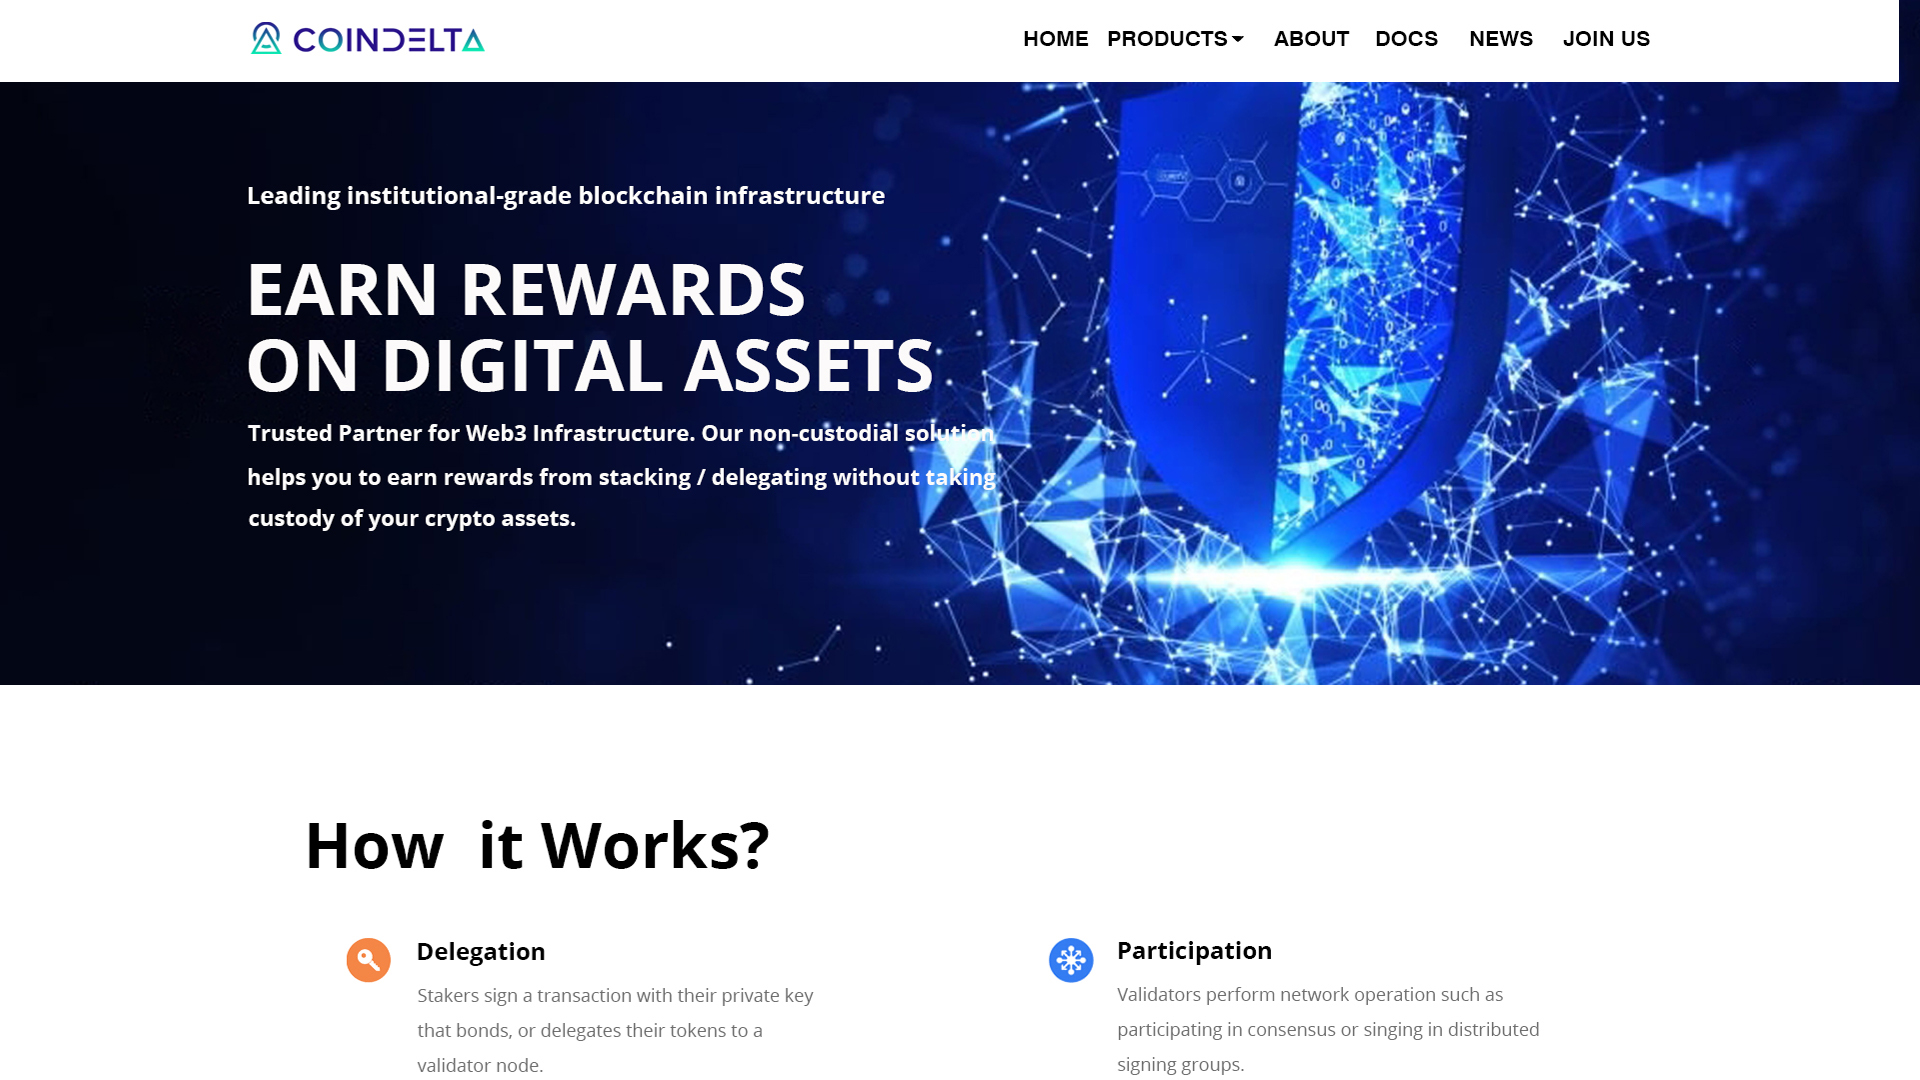 COINDELTA
HOME PRODUCTS ABOUT DOCS NEWS JOIN US
Leading institutional-grade blockchain infrastructure
EARN REWARDS
ON DIGITAL ASSETS
Trusted Partner for Web3 Infrastructure. Our non-custodial solution
helps you to earn rewards from stacking / delegating without taking
custody of your crypto assets.
How it Works?
Delegation
Stakers sign a transaction with their private key
that bonds, or delegates their tokens to a
validator node.
Participation
Validators perform network operation such as
participating in consensus or singing in distributed
signing groups.